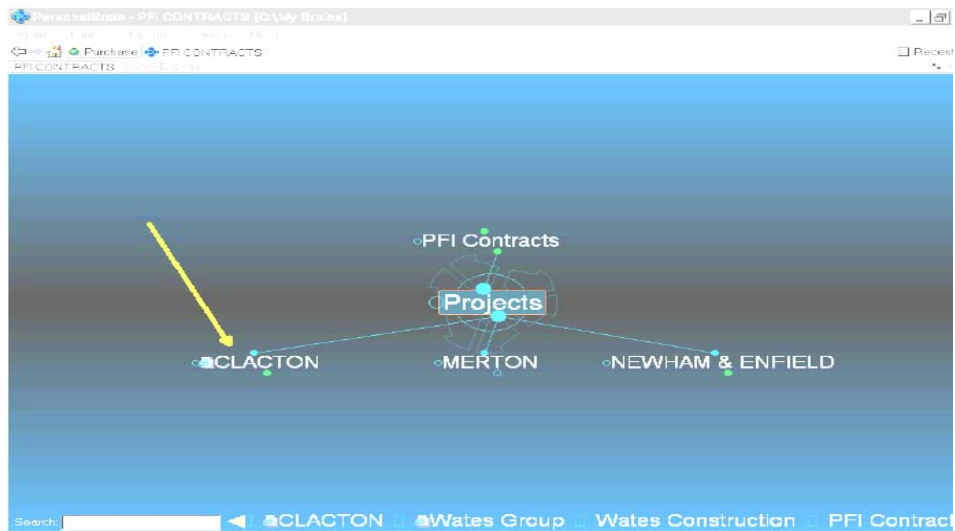 PersonalBrain - PFI CONTRACTS [C:\My Brains]
Purchase PFI CONTRACTS
Recent
PFI CONTRACTS
PFI Contracts
Projects
CLACTON MERTON NEWHAM & ENFIELD
Search: CLACTON Wates Group Wates Construction PFI Contract